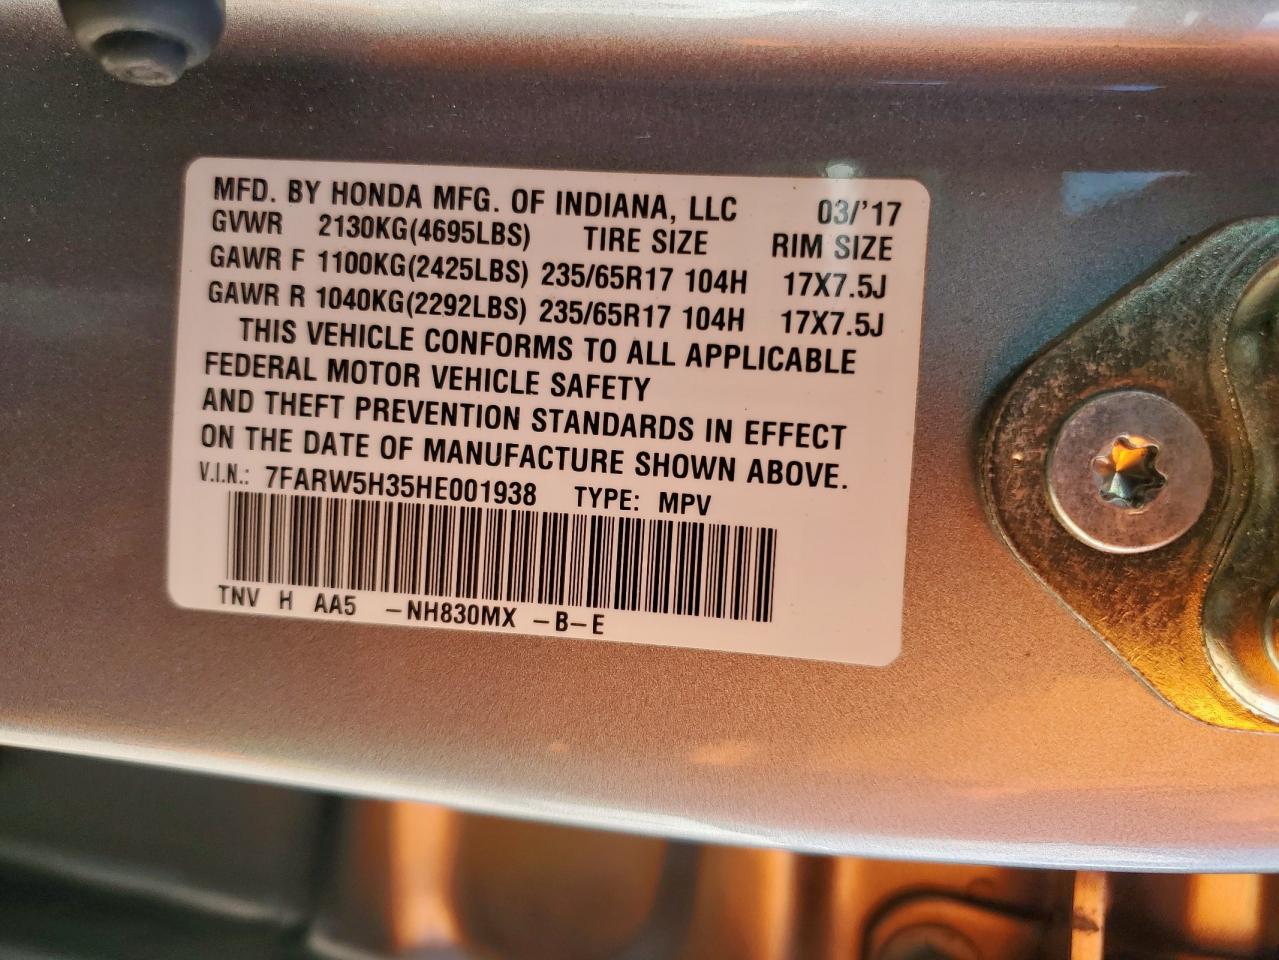 MFD. BY HONDA MFG. OF INDIANA, LLC 03/'17
GVWR 2130KG(4695LBS) TIRE SIZE RIM SIZE
GAWR F 1100KG(2425LBS) 235/65R17 104H 17X7.5J
GAWR R 1040KG(2292LBS) 235/65R17 104H 17X7.5J
THIS VEHICLE CONFORMS TO ALL APPLICABLE
FEDERAL MOTOR VEHICLE SAFETY
AND THEFT PREVENTION STANDARDS IN EFFECT
ON THE DATE OF MANUFACTURE SHOWN ABOVE.
V.I.N.: 7FARW5H35HE001938 TYPE: MPV
TNV H AA5 -NH830MX -B-E